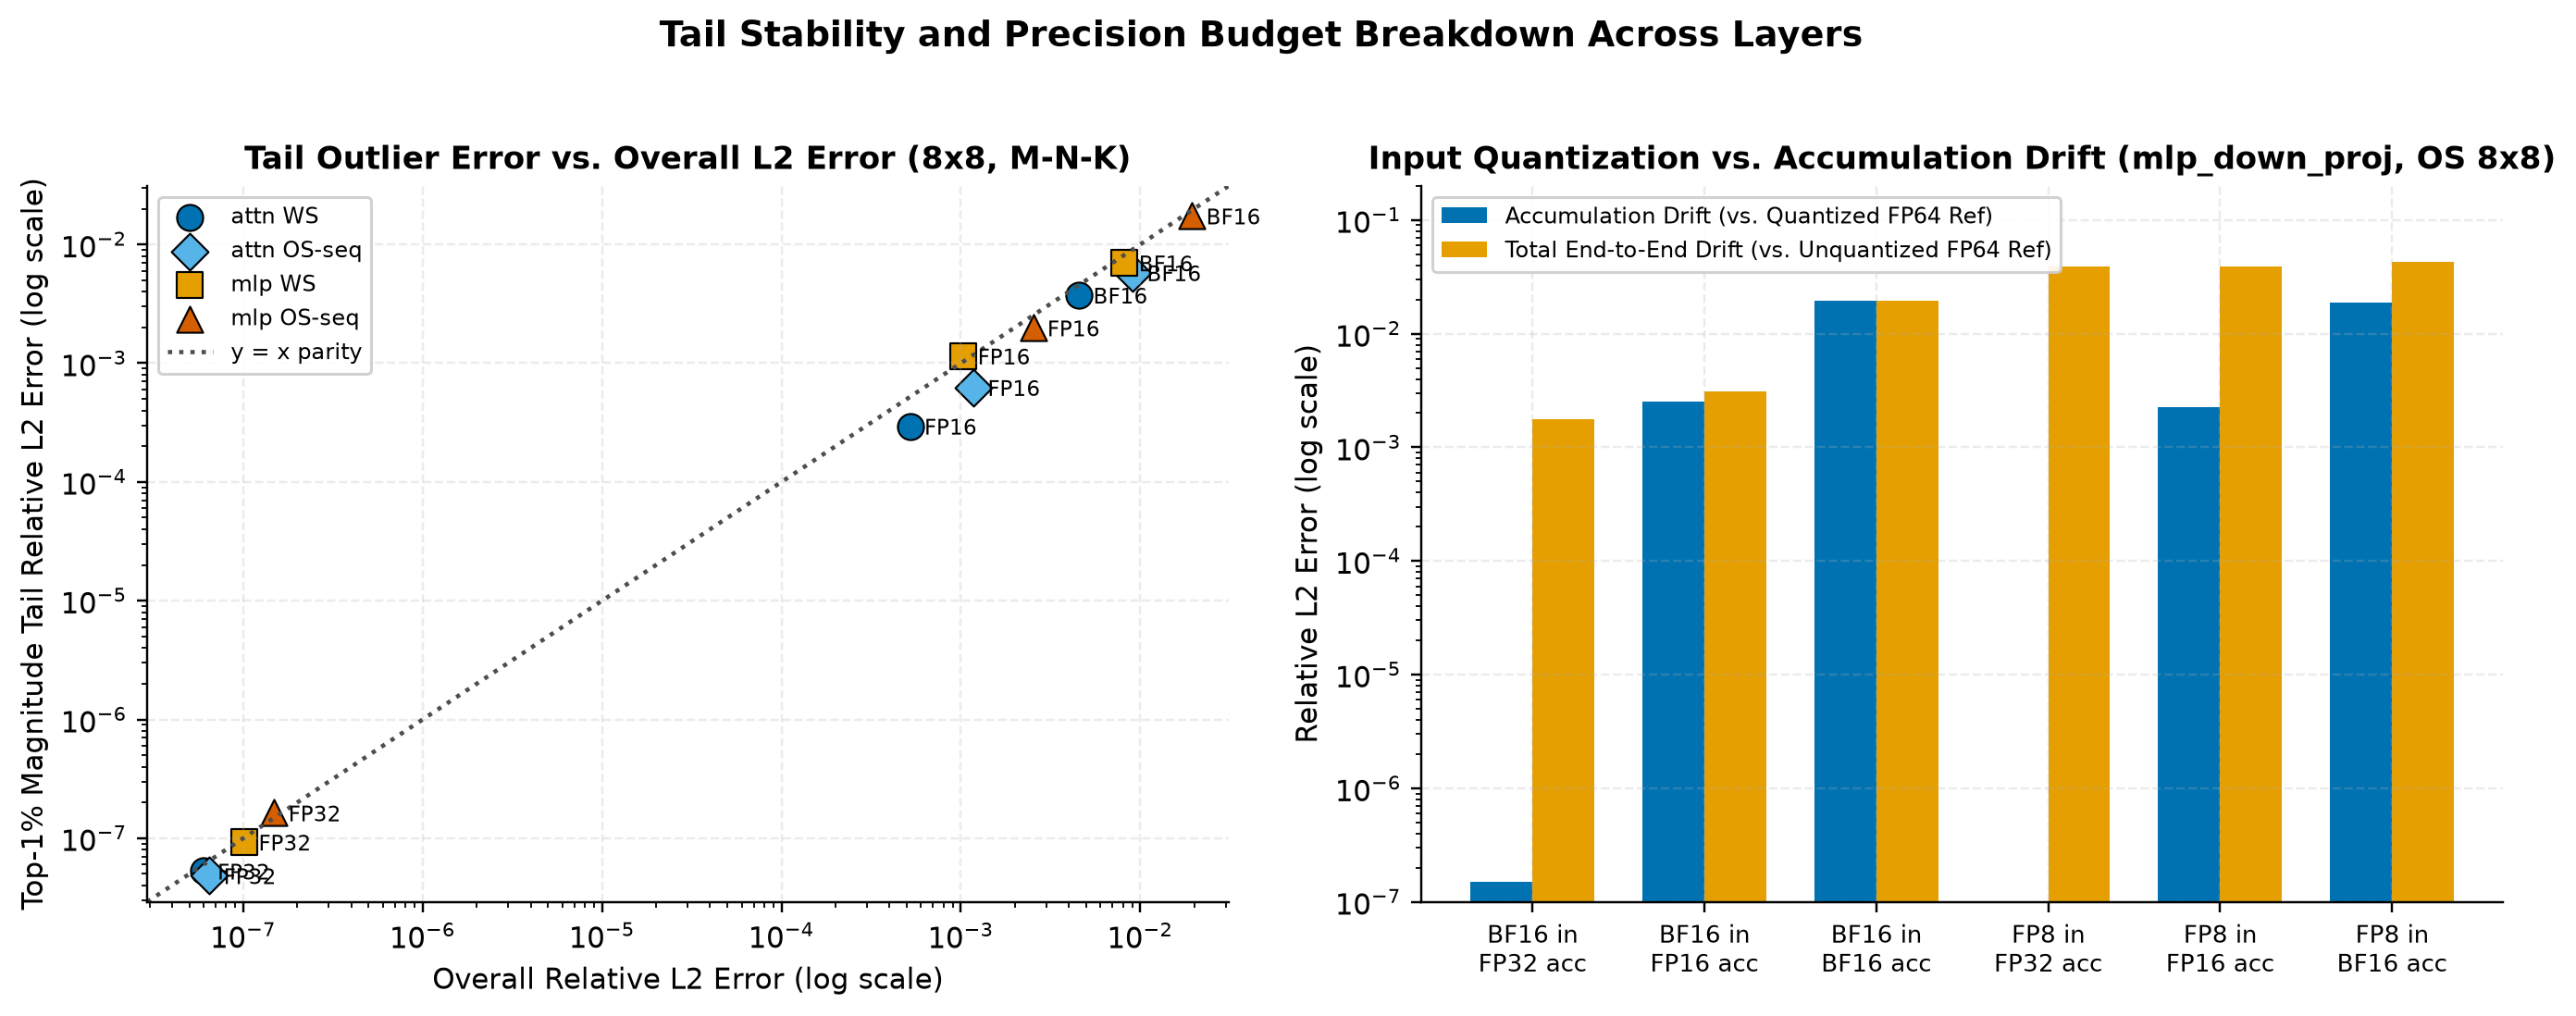 Tail Stability and Precision Budget Breakdown Across Layers
Tail Outlier Error vs. Overall L2 Error (8x8, M-N-K)
Top-1% Magnitude Tail Relative L2 Error (log scale)
10⁻²
10⁻³
10⁻⁴
10⁻⁵
10⁻⁶
10⁻⁷
attn WS
attn OS-seq
mlp WS
mlp OS-seq
y = x parity
BF16
BF16
BF16
BF16
FP16
FP16
FP16
FP16
FP32
FP32
FP32
FP32
10⁻⁷
10⁻⁶
10⁻⁵
10⁻⁴
10⁻³
10⁻²
Overall Relative L2 Error (log scale)
Input Quantization vs. Accumulation Drift (mlp_down_proj, OS 8x8)
Relative L2 Error (log scale)
10⁻¹
10⁻²
10⁻³
10⁻⁴
10⁻⁵
10⁻⁶
10⁻⁷
Accumulation Drift (vs. Quantized FP64 Ref)
Total End-to-End Drift (vs. Unquantized FP64 Ref)
BF16 in
FP32 acc
BF16 in
FP16 acc
BF16 in
BF16 acc
FP8 in
FP32 acc
FP8 in
FP16 acc
FP8 in
BF16 acc